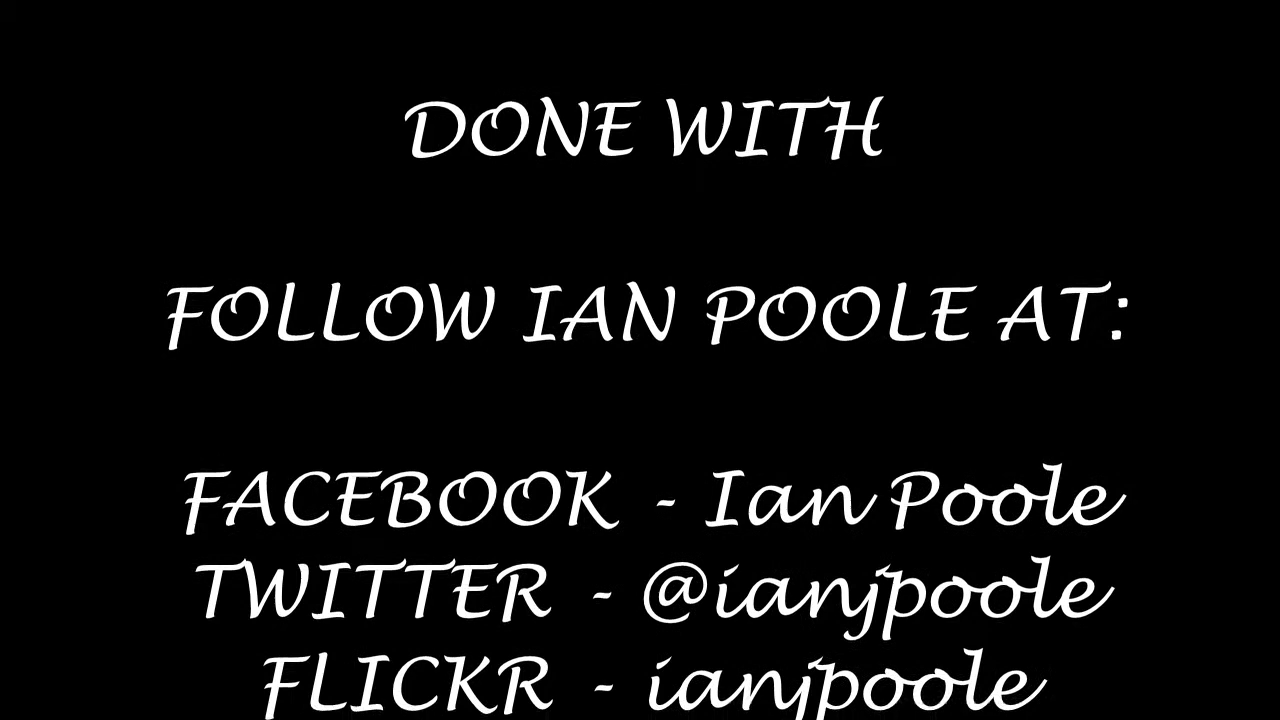 DONE WITH
FOLLOW IAN POOLE AT:
FACEBOOK - Ian Poole
TWITTER - @ianjpoole
FLICKR - ianjpoole